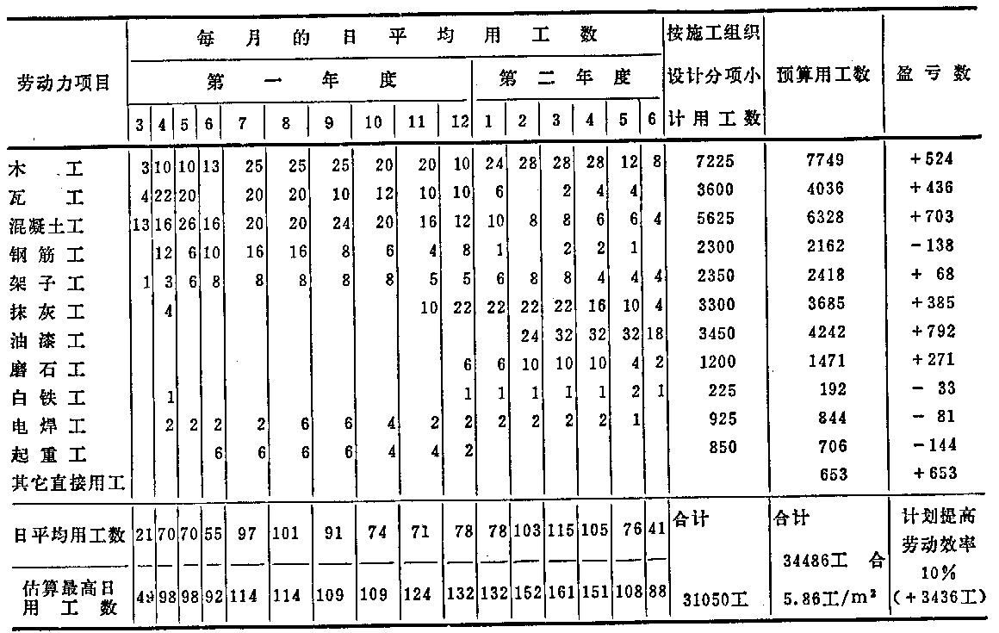 每月的日平均用工数 按施工组织
劳动力项目 第一年度 第二年度 设计分项小 预算用工数 盈亏数
3 4 5 6 7 8 9 10 11 12 1 2 3 4 5 6 计用工数
木工 3 10 10 13 25 25 25 20 20 10 24 28 28 28 12 8 7225 7749 +524
瓦工 4 22 20 20 20 10 12 10 10 6 2 4 4 3600 4036 +436
混凝土工 13 16 26 16 20 20 24 20 16 12 10 8 8 6 6 4 5625 6328 +703
钢筋工 12 6 10 16 16 8 6 4 8 1 2 2 1 2300 2162 -138
架子工 1 3 6 8 8 8 8 8 5 5 6 8 8 4 4 4 2350 2418 + 68
抹灰工 4 10 22 22 22 22 16 10 4 3300 3685 +385
油漆工 24 32 32 32 18 3450 4242 +792
磨石工 6 6 10 10 10 4 2 1200 1471 +271
白铁工 1 1 1 1 1 1 2 1 225 192 - 33
电焊工 2 2 2 2 6 6 4 2 2 2 2 2 2 1 925 844 - 81
起重工 6 6 6 6 4 4 2 850 706 -144
其它直接用工 653 +653
日平均用工数 21 70 70 55 97 101 91 74 71 78 78 103 115 105 76 41 合计 合计 计划提高
劳动效率
34486工 合
10%
估算最高日
用工数 49 98 98 92 114 114 109 109 124 132 132 152 161 151 108 88 31050工 5.86工/m² (+3436工)